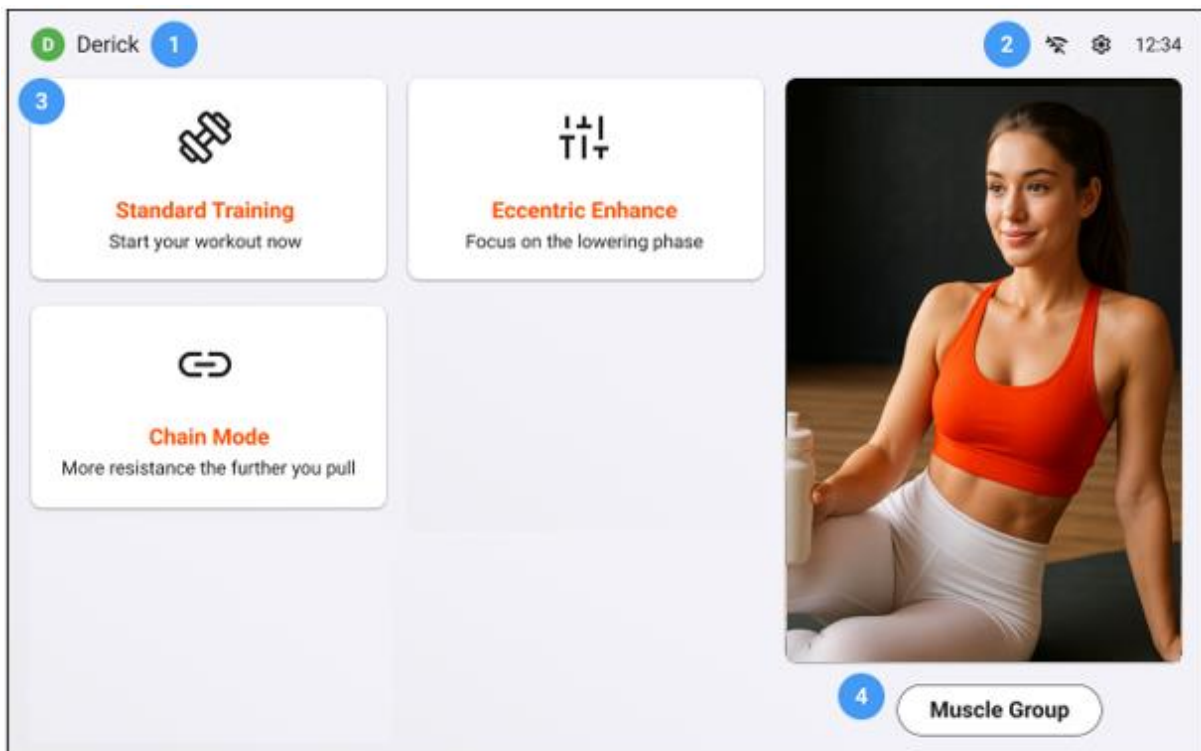 D Derick 1
2 12:34
3
Standard Training
Start your workout now
Eccentric Enhance
Focus on the lowering phase
Chain Mode
More resistance the further you pull
4 Muscle Group